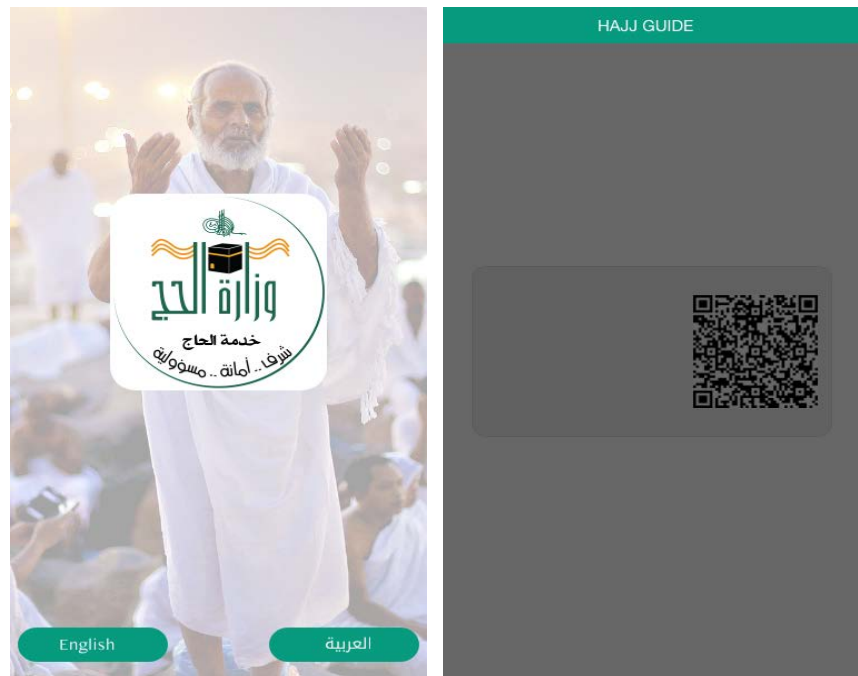 وزارة الحج
خدمة الحاج
شرف .. أمانة .. مسؤولية
English
العربية
HAJJ GUIDE